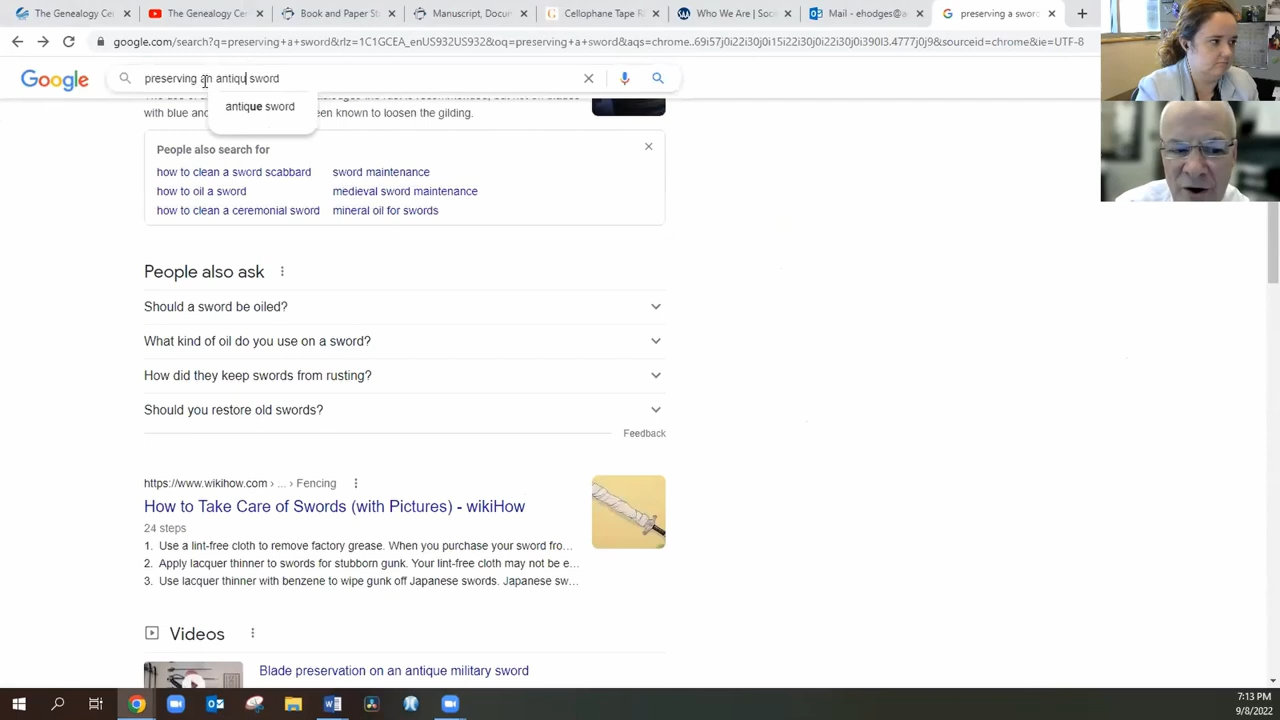 The Genealogy Cen
The Genealogy Cent
Book and Paper St
Manuscript, Docum
Cellophane Tape R
Who We Are | Soci
Mail - ehodges@a
preserving a sword
google.com/search?q=preserving+a+sword&rlz=1C1GCEA_enUS933US932&oq=preserving+a+sword&aqs=chrome..69i57j0i22i30j0i15i22i30j0i22i30j0i390l3.4777j0j9&sourceid=chrome&ie=UTF-8
Google
preserving an antiqu sword
antique sword
with blue and
been known to loosen the gilding.
People also search for
how to clean a sword scabbard
sword maintenance
how to oil a sword
medieval sword maintenance
how to clean a ceremonial sword
mineral oil for swords
People also ask
Should a sword be oiled?
What kind of oil do you use on a sword?
How did they keep swords from rusting?
Should you restore old swords?
Feedback
https://www.wikihow.com › ... › Fencing
How to Take Care of Swords (with Pictures) - wikiHow
24 steps
1. Use a lint-free cloth to remove factory grease. When you purchase your sword fro...
2. Apply lacquer thinner to swords for stubborn gunk. Your lint-free cloth may not be e...
3. Use lacquer thinner with benzene to wipe gunk off Japanese swords. Japanese sw...
Videos
Blade preservation on an antique military sword
7:13 PM
9/8/2022